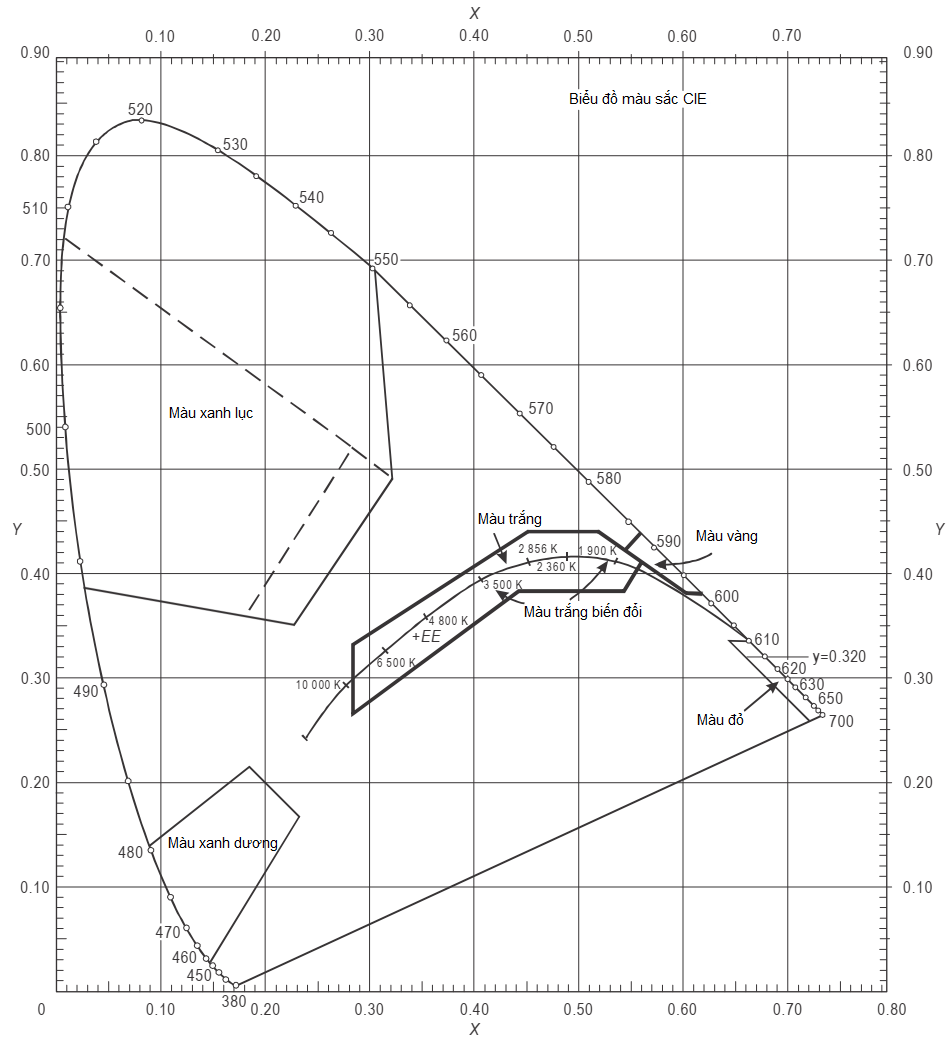 X
0.10 0.20 0.30 0.40 0.50 0.60 0.70
0.90 0.90
Biểu đồ màu sắc CIE
520
530
0.80 0.80
540
510
550
0.70 0.70
560
0.60 0.60
570
Màu xanh lục
500
580
0.50 0.50
Màu trắng
Y Y
Màu vàng
590
2 856 K 1 900 K
2 360 K
0.40 0.40
3 500 K
600
Màu trắng biến đổi
4 800 K
+EE
610
y=0.320
6 500 K
620
0.30 0.30
10 000 K
630
490
650
Màu đỏ
700
0.20 0.20
Màu xanh dương
480
0.10 0.10
470
460
450
380
0 0.10 0.20 0.30 0.40 0.50 0.60 0.70 0.80
X